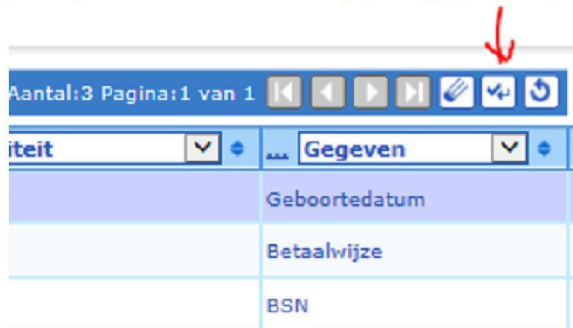 Aantal:3 Pagina:1 van 1
iteit ... Gegeven
Geboortedatum
Betaalwijze
BSN